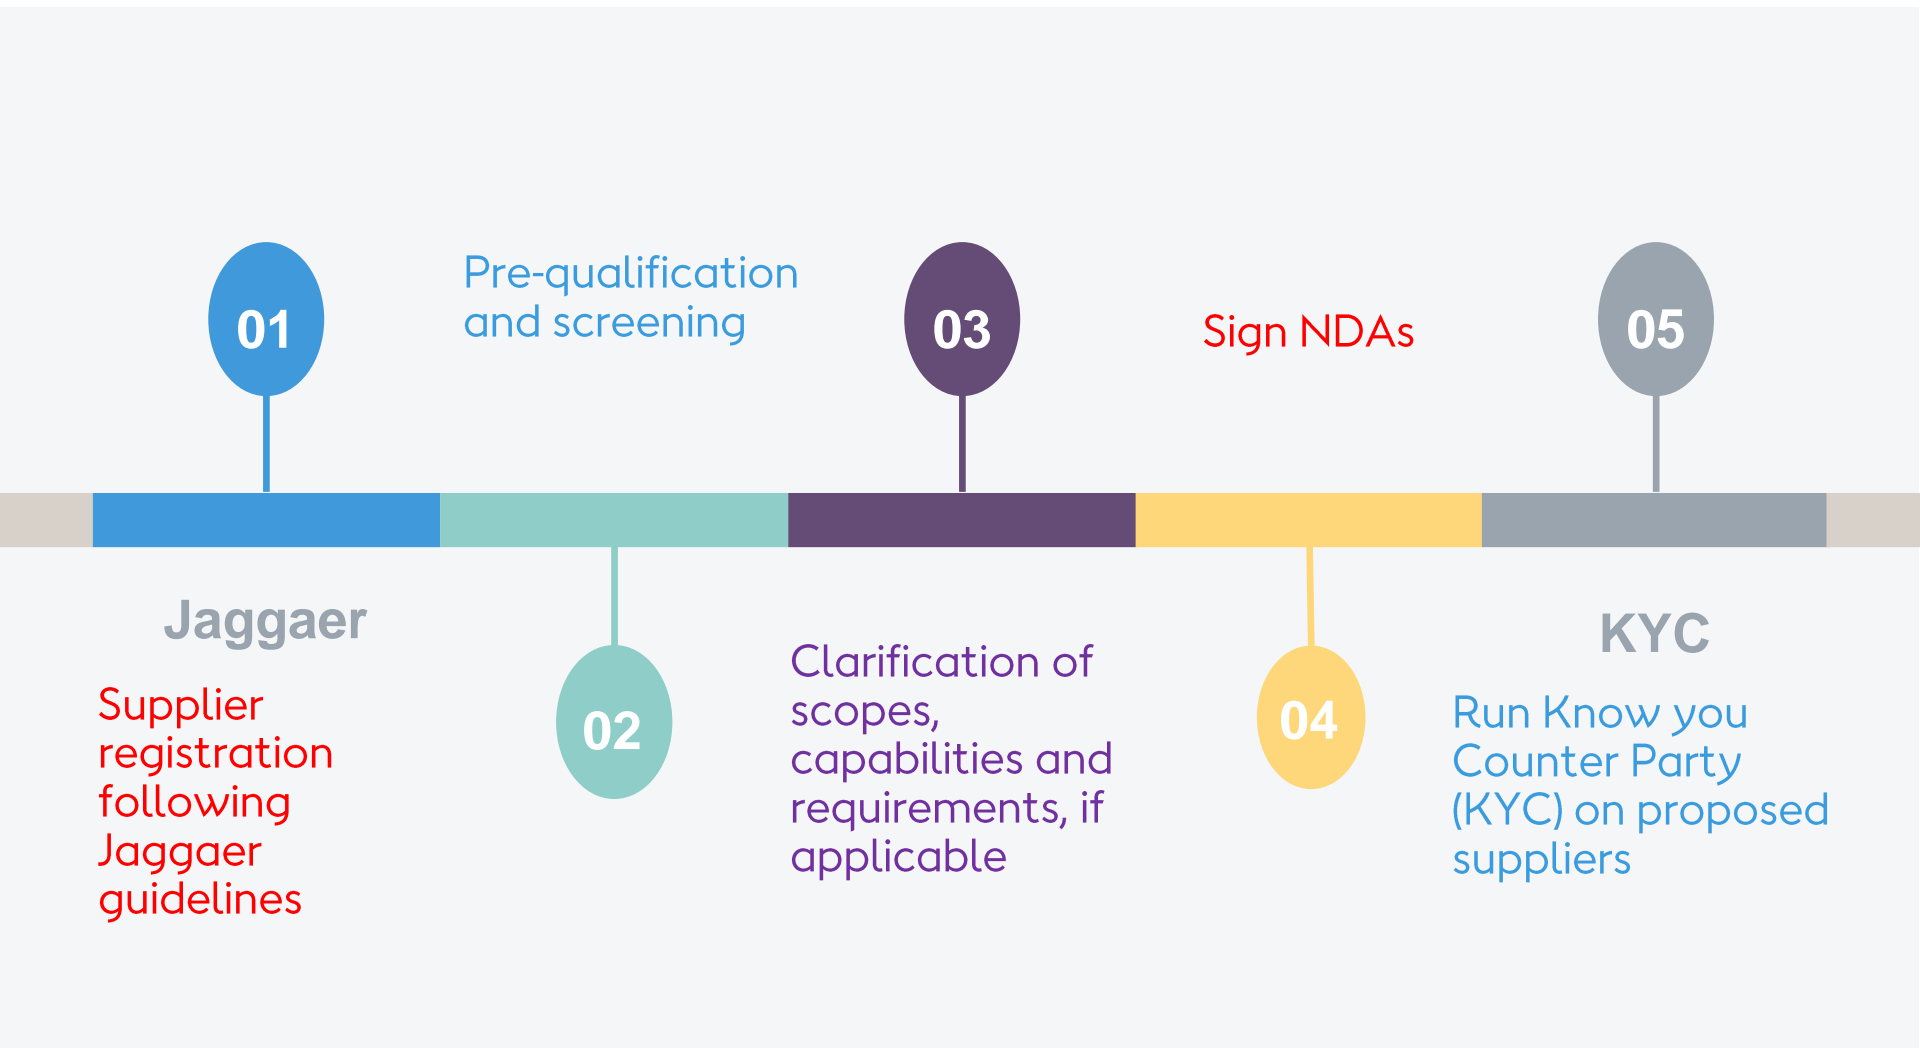 01
Jaggaer
Supplier
registration
following
Jaggaer
guidelines
Pre-qualification
and screening
02
03
Clarification of
scopes,
capabilities and
requirements, if
applicable
Sign NDAs
04
05
KYC
Run Know you
Counter Party
(KYC) on proposed
suppliers